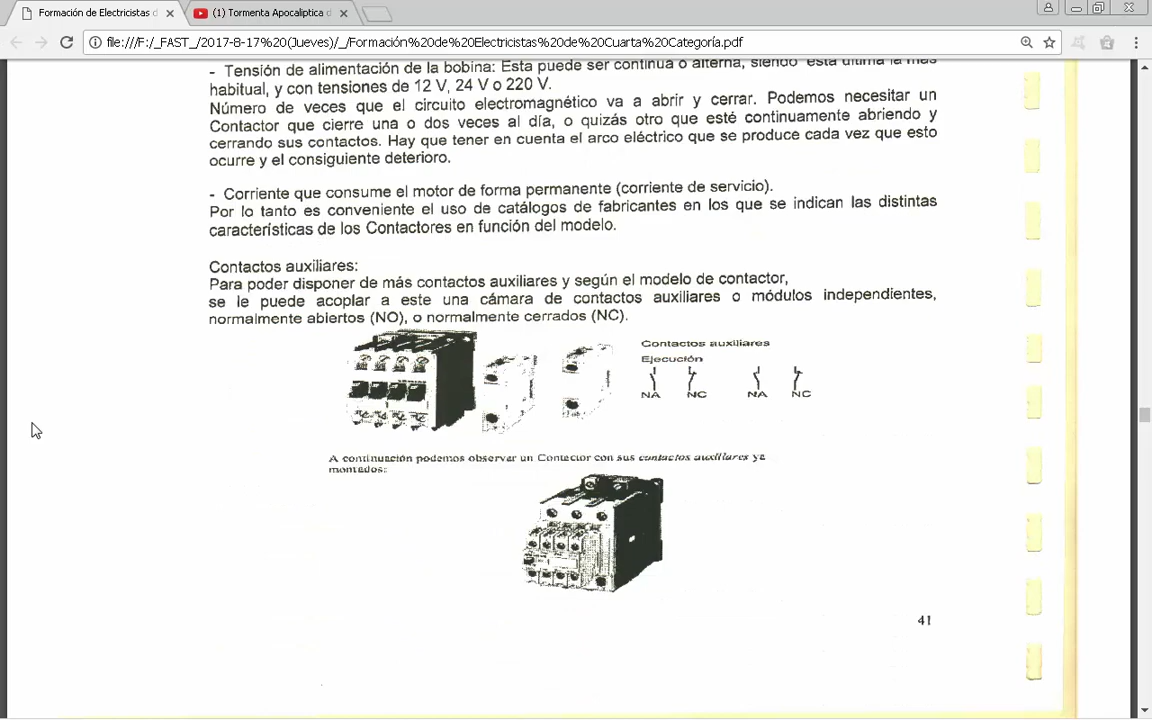 Formación de Electricistas d
(1) Tormenta Apocaliptica d
file:///F:/_FAST_/2017-8-17%20(Jueves)/_/Formación%20de%20Electricistas%20de%20Cuarta%20Categoría.pdf
- Tensión de alimentación de la bobina: Esta puede ser continua o alterna, siendo esta última la más
habitual, y con tensiones de 12 V, 24 V o 220 V.
Número de veces que el circuito electromagnético va a abrir y cerrar. Podemos necesitar un
Contactor que cierre una o dos veces al día, o quizás otro que esté continuamente abriendo y
cerrando sus contactos. Hay que tener en cuenta el arco eléctrico que se produce cada vez que esto
ocurre y el consiguiente deterioro.
- Corriente que consume el motor de forma permanente (corriente de servicio).
Por lo tanto es conveniente el uso de catálogos de fabricantes en los que se indican las distintas
características de los Contactores en función del modelo.
Contactos auxiliares:
Para poder disponer de más contactos auxiliares y según el modelo de contactor,
se le puede acoplar a este una cámara de contactos auxiliares o módulos independientes,
normalmente abiertos (NO), o normalmente cerrados (NC).
Contactos auxiliares
Ejecución
NA NC NA NC
A continuación podemos observar un Contactor con sus contactos auxiliares ya
montados:
41